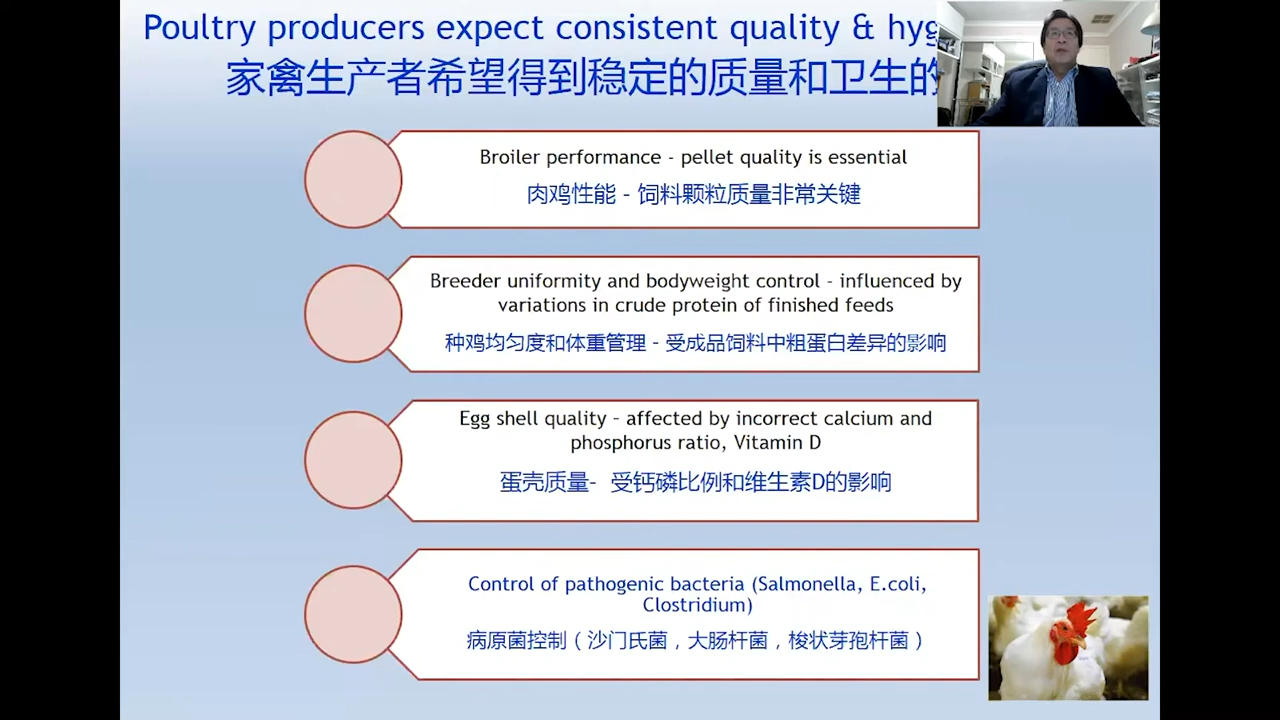 Poultry producers expect consistent quality & hyg
家禽生产者希望得到稳定的质量和卫生的
Broiler performance - pellet quality is essential
肉鸡性能 - 饲料颗粒质量非常关键
Breeder uniformity and bodyweight control - influenced by
variations in crude protein of finished feeds
种鸡均匀度和体重管理 - 受成品饲料中粗蛋白差异的影响
Egg shell quality – affected by incorrect calcium and
phosphorus ratio, Vitamin D
蛋壳质量- 受钙磷比例和维生素D的影响
Control of pathogenic bacteria (Salmonella, E.coli,
Clostridium)
病原菌控制（沙门氏菌，大肠杆菌，梭状芽孢杆菌）